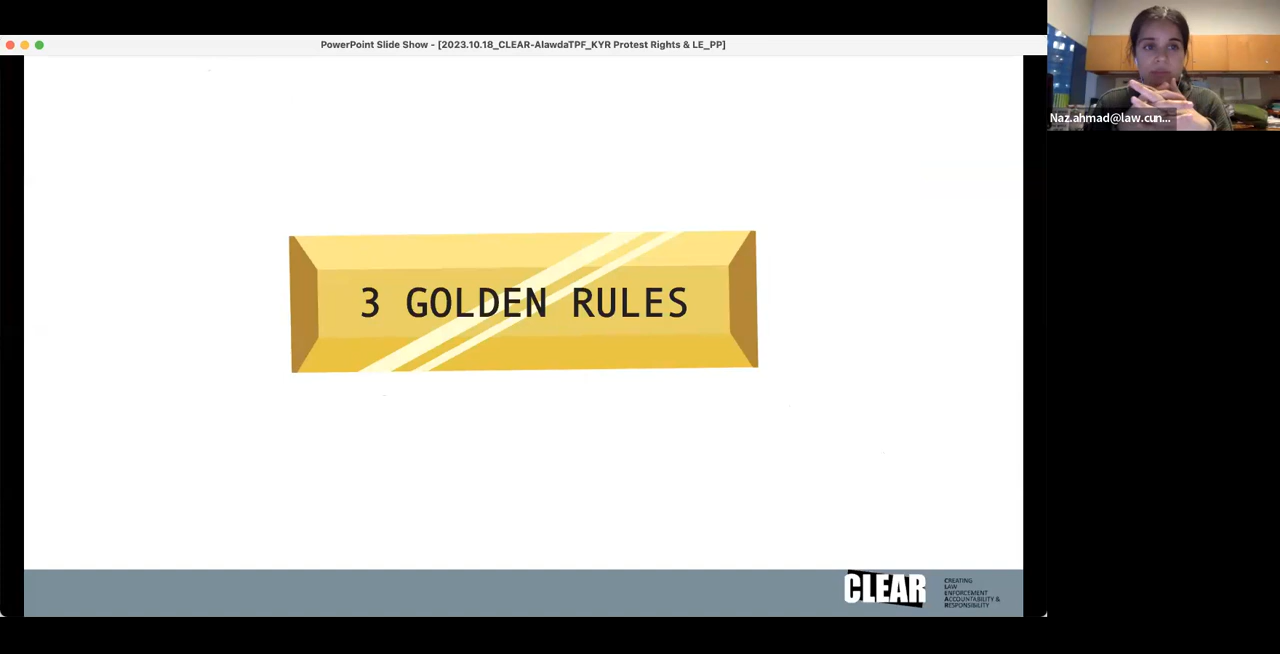 PowerPoint Slide Show - [2023.10.18_CLEAR-AlawdaTPF_KYR Protest Rights & LE_PP]
Naz.ahmad@law.cun...
3 GOLDEN RULES
CLEAR
CREATING
LAW
ENFORCEMENT
ACCOUNTABILITY &
RESPONSIBILITY